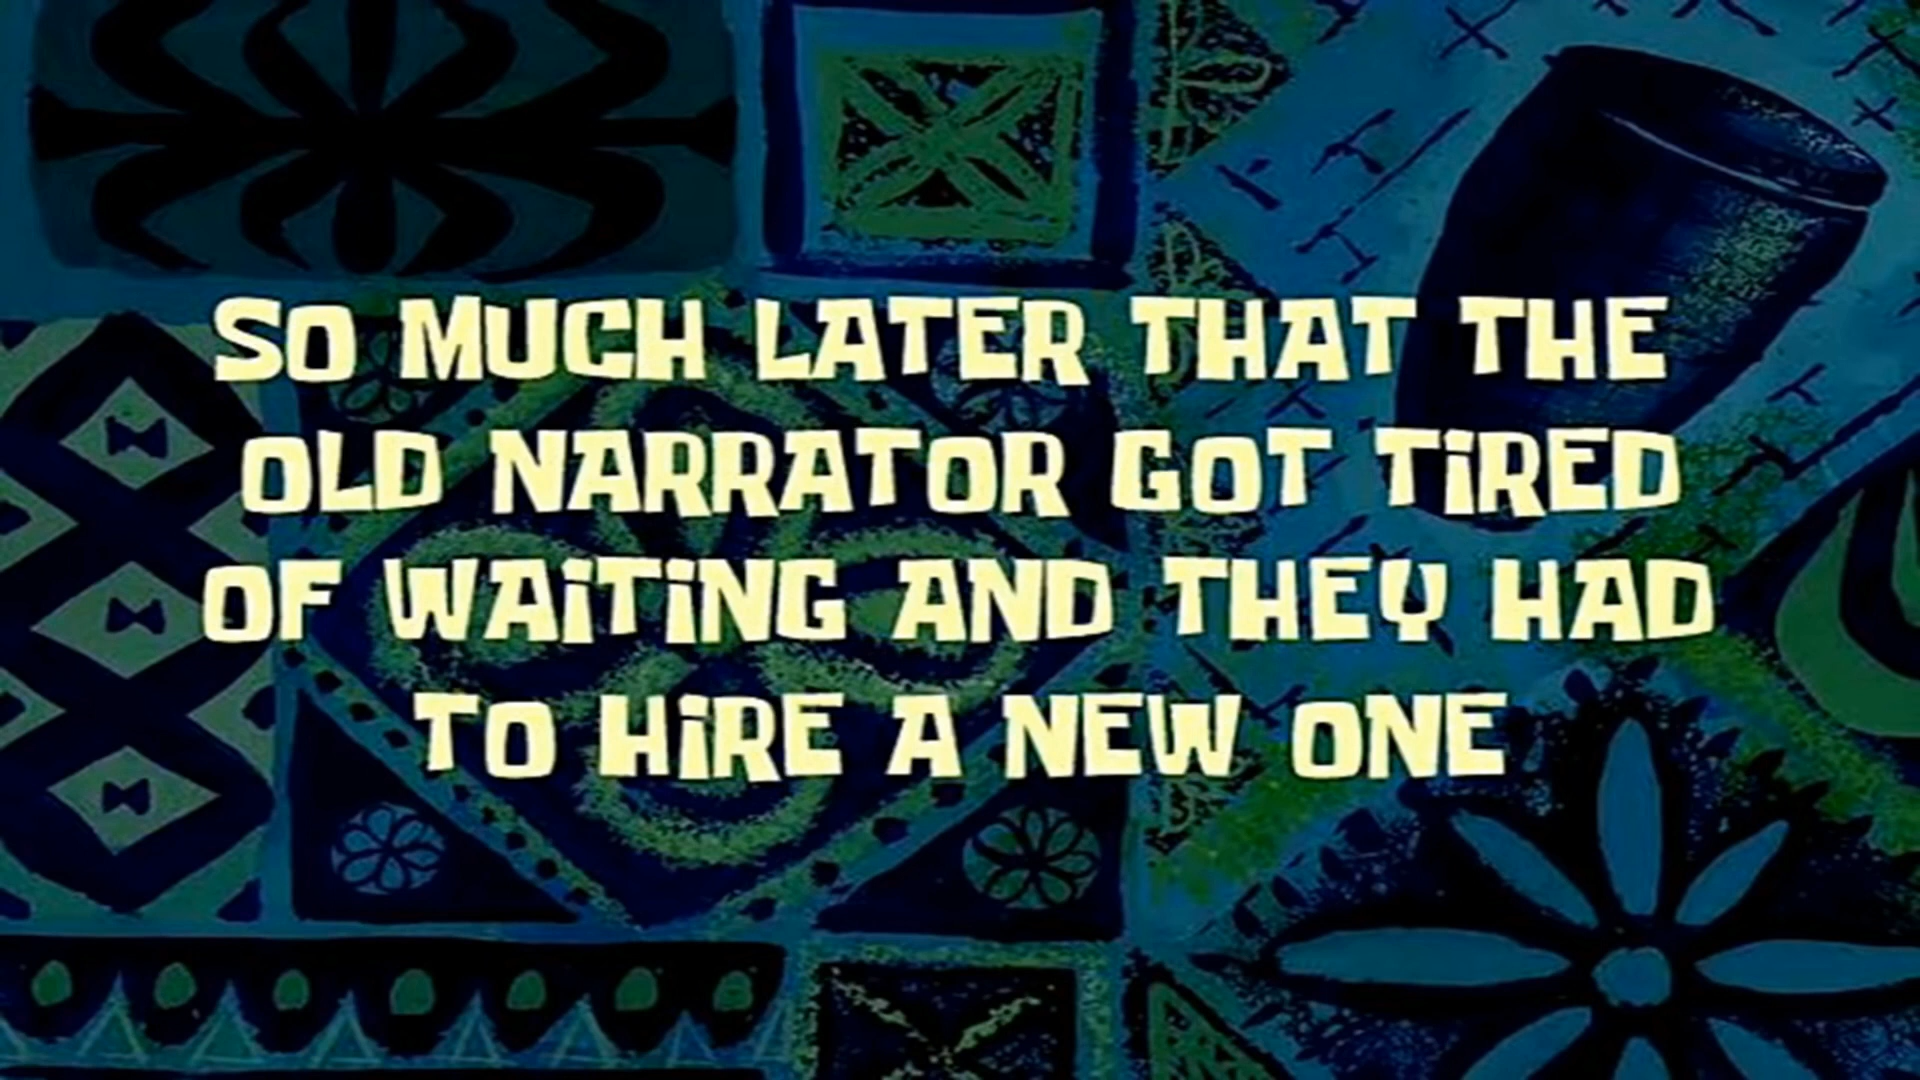 SO MUCH LATER THAT THE
OLD NARRATOR GOT TiRED
OF WAiTiNG AND THEY HAD
TO HiRE A NEW ONE